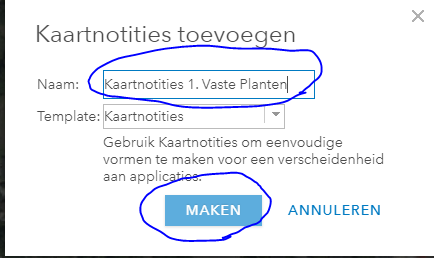 Kaartnotities toevoegen
Naam: Kaartnotities 1. Vaste Planten
Template: Kaartnotities
Gebruik Kaartnotities om eenvoudige
vormen te maken voor een verscheidenheid
aan applicaties.
MAKEN ANNULEREN